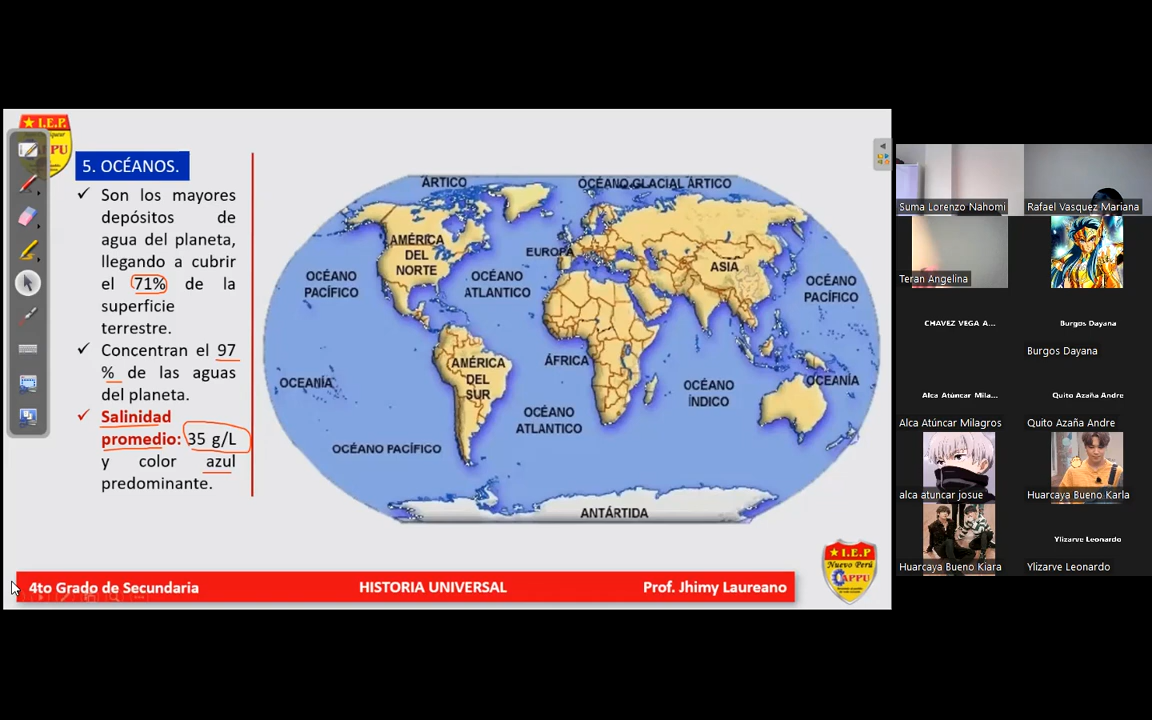 ★ I.E.P.
PU
5. OCÉANOS.
✓ Son los mayores
depósitos de
agua del planeta,
llegando a cubrir
el 71% de la
superficie
terrestre.
✓ Concentran el 97
% de las aguas
del planeta.
✓ Salinidad
promedio: 35 g/L
y color azul
predominante.
ÁRTICO
OCÉANO GLACIAL ÁRTICO
AMÉRICA
DEL
NORTE
EUROPA
ASIA
OCÉANO
PACÍFICO
OCÉANO
ATLANTICO
OCÉANO
PACÍFICO
ÁFRICA
AMÉRICA
DEL
SUR
OCEANÍA
OCÉANO
ÍNDICO
OCEANÍA
OCÉANO
ATLANTICO
OCÉANO PACÍFICO
ANTÁRTIDA
4to Grado de Secundaria
HISTORIA UNIVERSAL
Prof. Jhimy Laureano
★ I.E.P
Nuevo Perú
CAPPU
Suma Lorenzo Nahomi
Rafael Vasquez Mariana
Teran Angelina
CHAVEZ VEGA A...
Burgos Dayana
Burgos Dayana
Alca Atúncar Mila...
Quito Azaña Andre
Alca Atúncar Milagros
Quito Azaña Andre
alca atuncar josue
Huarcaya Bueno Karla
Ylizarve Leonardo
Huarcaya Bueno Kiara
Ylizarve Leonardo